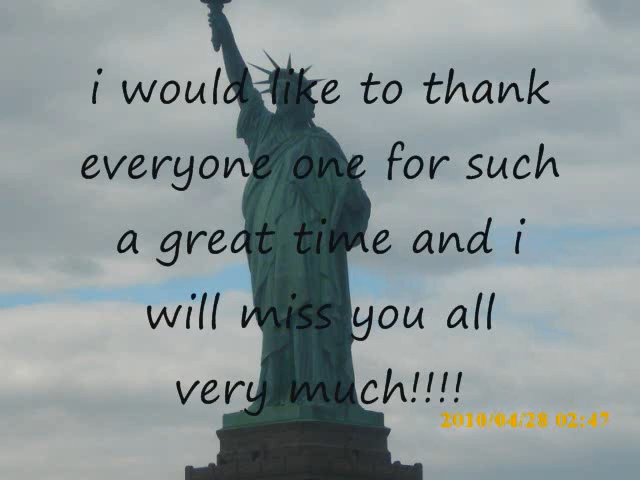 i would like to thank
everyone one for such
a great time and i
will miss you all
very much!!!!
2010/04/28 02:47